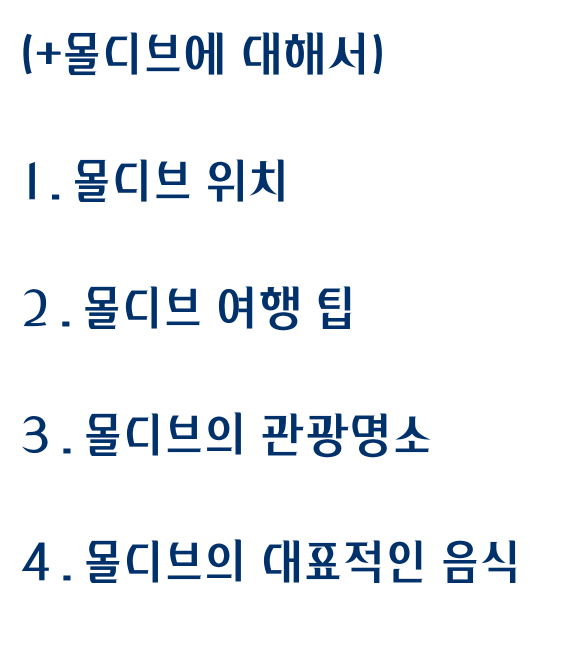 (+몰디브에 대해서)
1. 몰디브 위치
2. 몰디브 여행 팁
3. 몰디브의 관광명소
4. 몰디브의 대표적인 음식